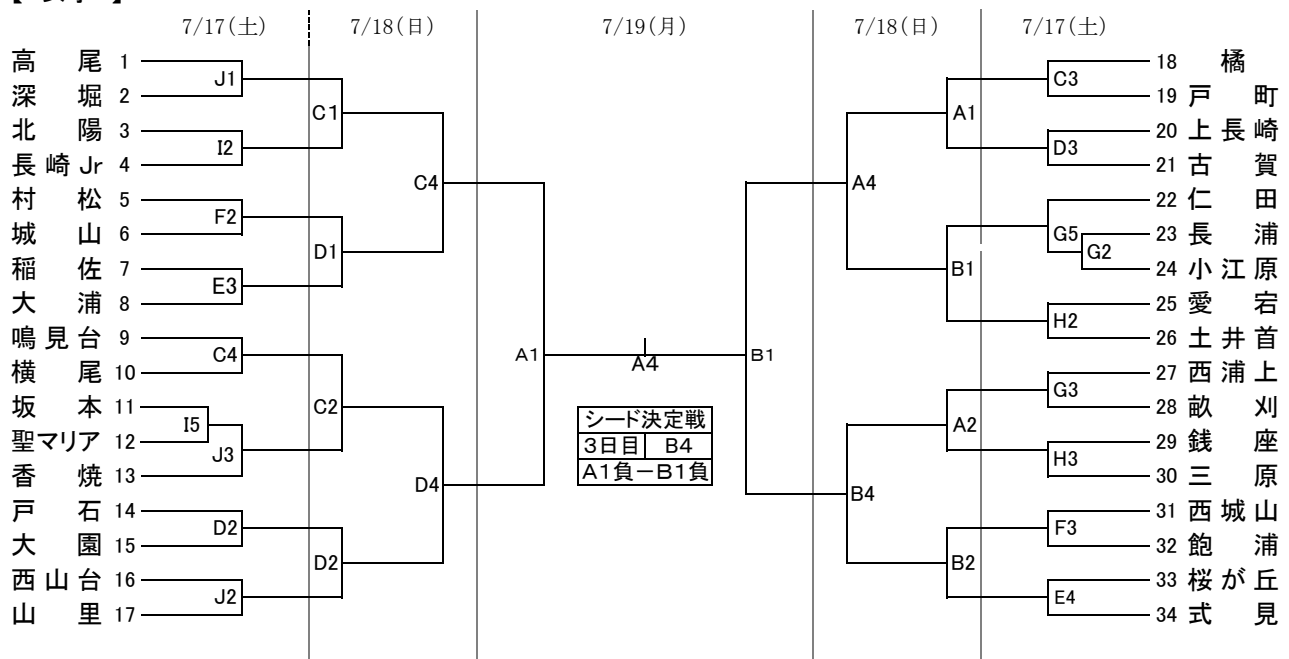 7/17(土) 7/18(日) 7/19(月) 7/18(日) 7/17(土)
高尾 1
深堀 2
北陽 3
長崎Jr 4
村松 5
城山 6
稲佐 7
大浦 8
鳴見台 9
横尾 10
坂本 11
聖マリア 12
香焼 13
戸石 14
大園 15
西山台 16
山里 17
J1
I2
F2
E3
C4
I5
J3
D2
J2
C1
D1
C2
D2
C4
D4
A1
A4
シード決定戦
3日目 B4
A1負－B1負
B1
A4
B4
A1
B1
A2
B2
C3
D3
G5
G2
H2
G3
H3
F3
E4
18 橘
19 戸町
20 上長崎
21 古賀
22 仁田
23 長浦
24 小江原
25 愛宕
26 土井首
27 西浦上
28 畝刈
29 銭座
30 三原
31 西城山
32 飽浦
33 桜が丘
34 式見